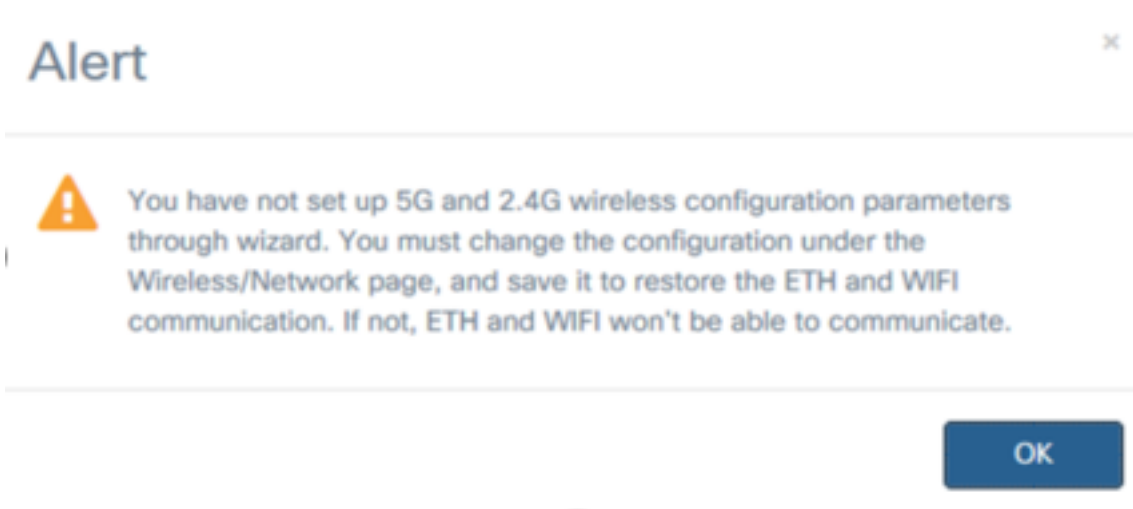 Alert
×
You have not set up 5G and 2.4G wireless configuration parameters
through wizard. You must change the configuration under the
Wireless/Network page, and save it to restore the ETH and WIFI
communication. If not, ETH and WIFI won't be able to communicate.
OK